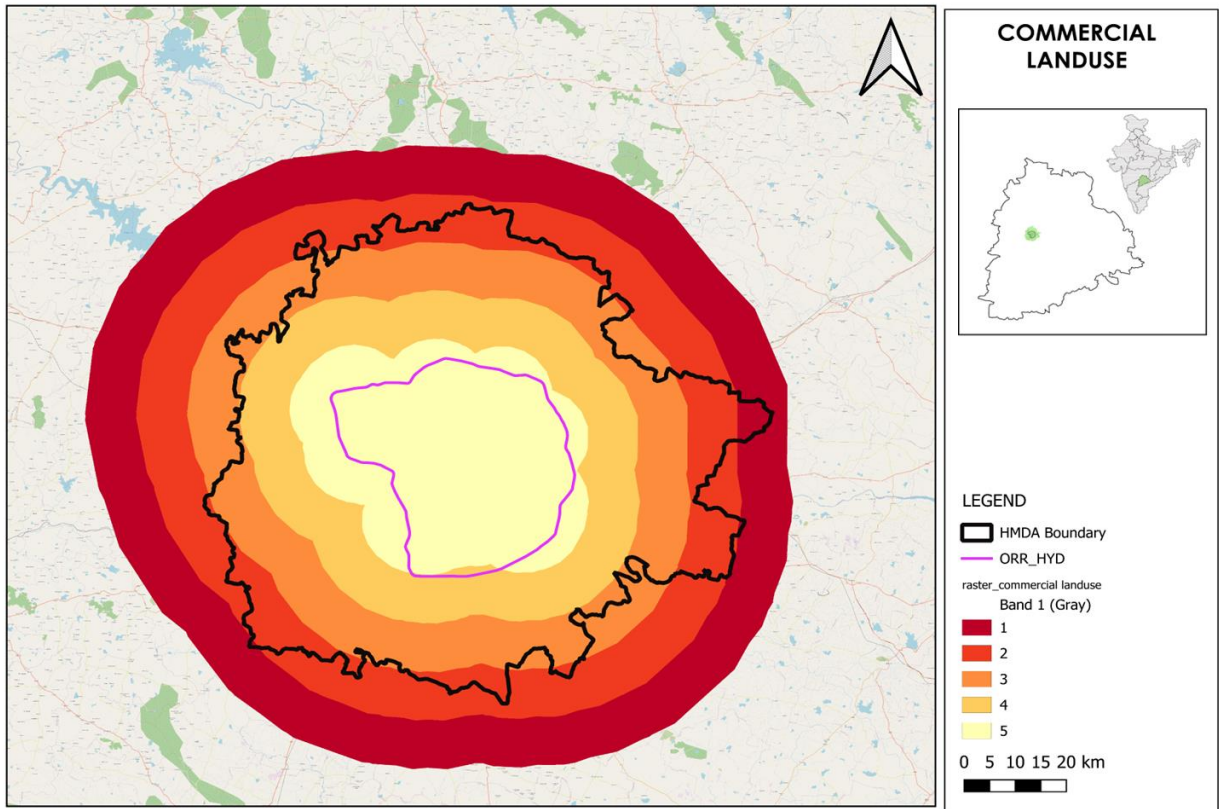 COMMERCIAL
LANDUSE
LEGEND
HMDA Boundary
ORR_HYD
raster_commercial landuse
Band 1 (Gray)
1
2
3
4
5
0 5 10 15 20 km